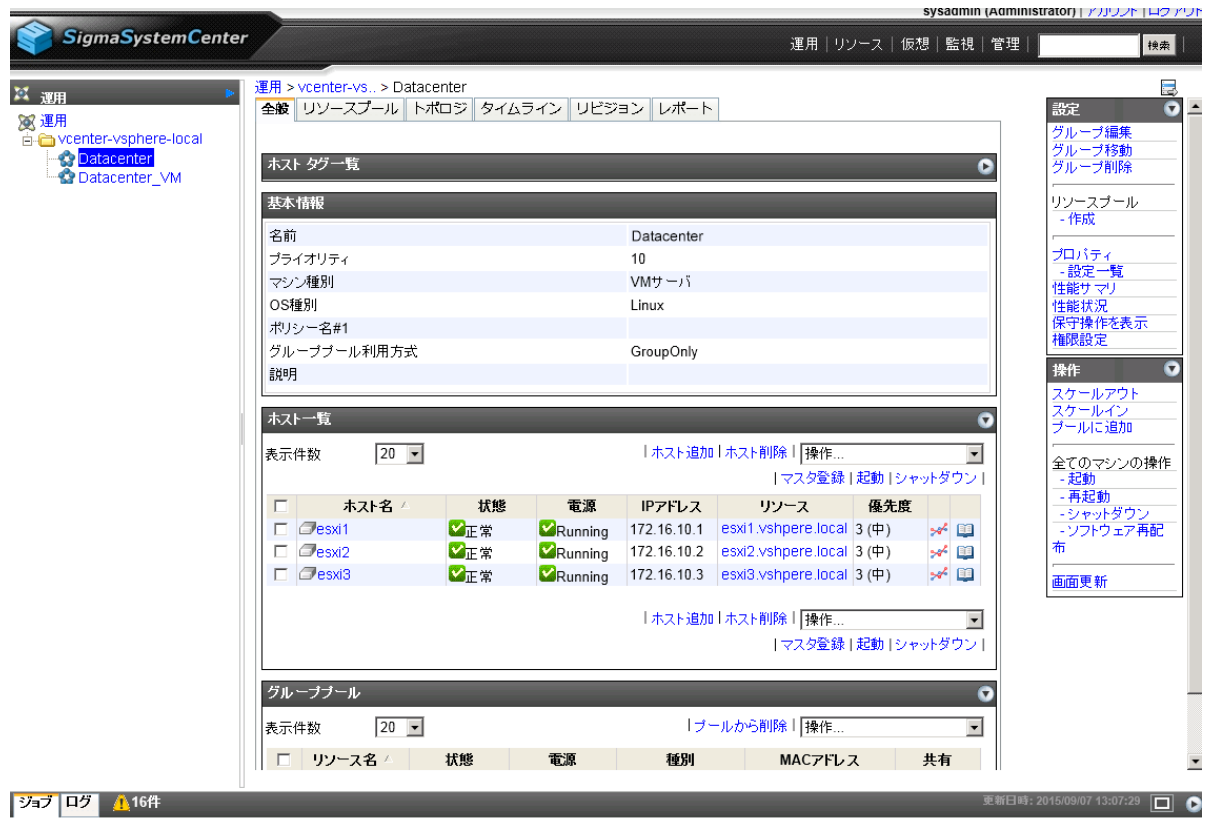 sysadmin (Administrator) | アカウント | ログアウト
SigmaSystemCenter
運用 | リソース | 仮想 | 監視 | 管理 | 検索 |
運用
運用
vcenter-vsphere-local
Datacenter
Datacenter_VM
運用 > vcenter-vs.. > Datacenter
全般 リソースプール トポロジ タイムライン リビジョン レポート
ホスト タグ一覧
基本情報
名前 Datacenter
プライオリティ 10
マシン種別 VMサーバ
OS種別 Linux
ポリシー名#1
グループプール利用方式 GroupOnly
説明
ホスト一覧
表示件数 20 | ホスト追加 | ホスト削除 | 操作...
| マスタ登録 | 起動 | シャットダウン |
ホスト名 状態 電源 IPアドレス リソース 優先度
esxi1 正常 Running 172.16.10.1 esxi1.vshpere.local 3 (中)
esxi2 正常 Running 172.16.10.2 esxi2.vshpere.local 3 (中)
esxi3 正常 Running 172.16.10.3 esxi3.vshpere.local 3 (中)
| ホスト追加 | ホスト削除 | 操作...
| マスタ登録 | 起動 | シャットダウン |
グループプール
表示件数 20 | プールから削除 | 操作...
リソース名 状態 電源 種別 MACアドレス 共有
設定
グループ編集
グループ移動
グループ削除
リソースプール
- 作成
プロパティ
- 設定一覧
性能サマリ
性能状況
保守操作を表示
権限設定
操作
スケールアウト
スケールイン
プールに追加
全てのマシンの操作
- 起動
- 再起動
- シャットダウン
- ソフトウェア再配
布
画面更新
ジョブ ログ 16件 更新日時 : 2015/09/07 13:07:29